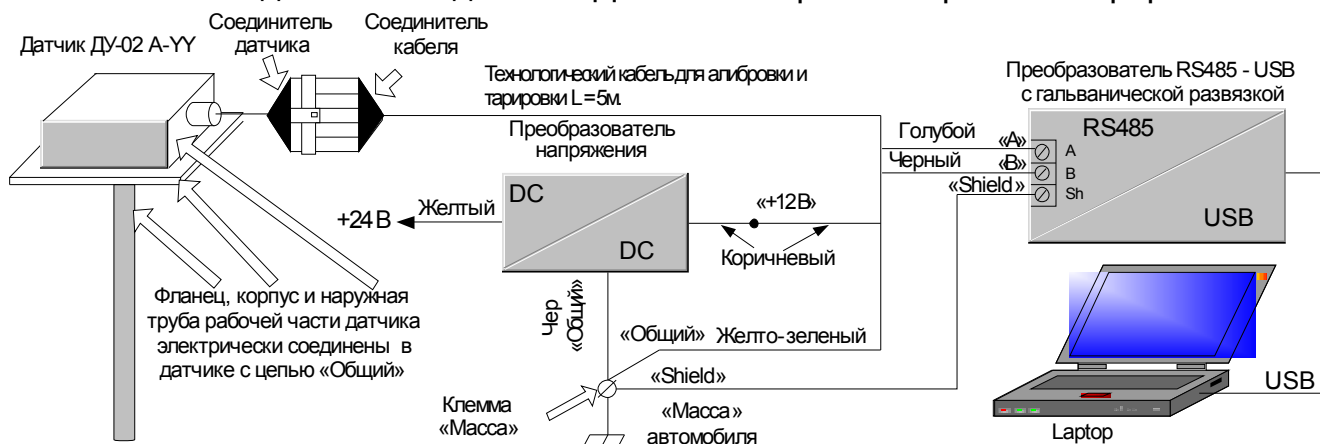 Датчик ДУ-02 A-YY
Соединитель
датчика
Соединитель
кабеля
Технологический кабель для алибровки и
тарировки L=5м.
Преобразователь
напряжения
DC
DC
+24В
Желтый
«+12В»
Коричневый
Чер
«Общий»
«Общий» Желто-зеленый
«Shield»
Клемма
«Масса»
«Масса»
автомобиля
Фланец, корпус и наружная
труба рабочей части датчика
электрически соединены в
датчике с цепью «Общий»
Преобразователь RS485 - USB
с гальванической развязкой
Голубой «A»
Черный «B»
«Shield»
RS485
A
B
Sh
USB
USB
Laptop